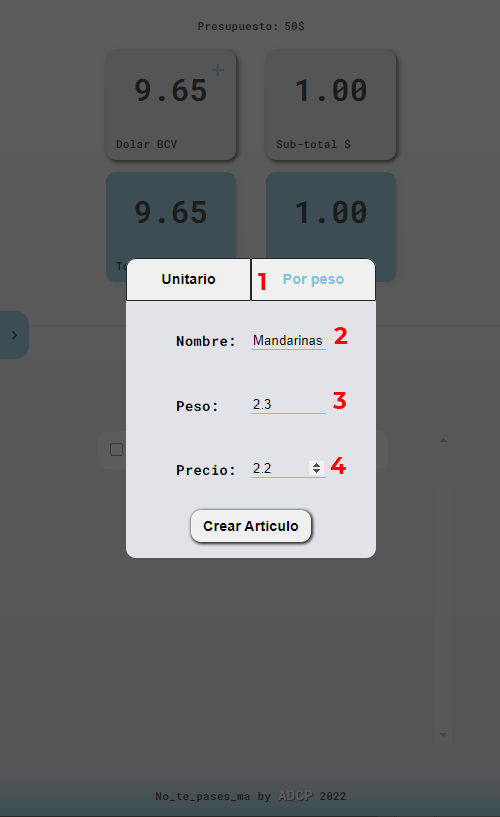 Presupuesto: 50$
9.65 + 1.00
Dolar BCV Sub-total $
9.65 1.00
Unitario 1 Por peso
>
Nombre: Mandarinas 2
Peso: 2.3 3
Precio: 2.2 4
Crear Articulo
No_te_pases_ma by ADCP 2022